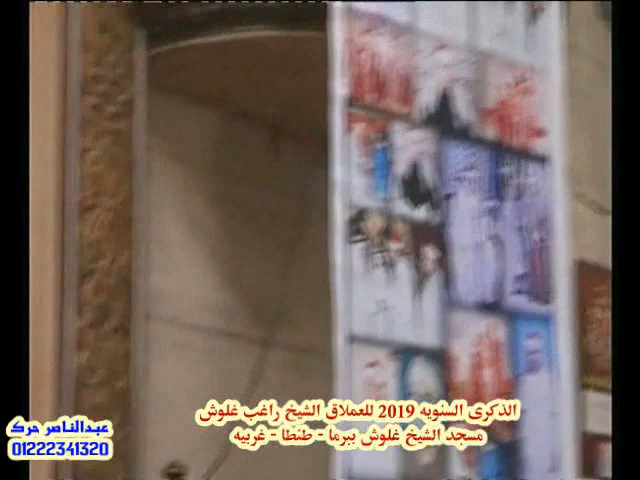 الذكرى السنويه 2019 للعملاق الشيخ راغب غلوش
مسجد الشيخ غلوش ببرما - طنطا - غربيه
عبدالناصر حرك
01222341320